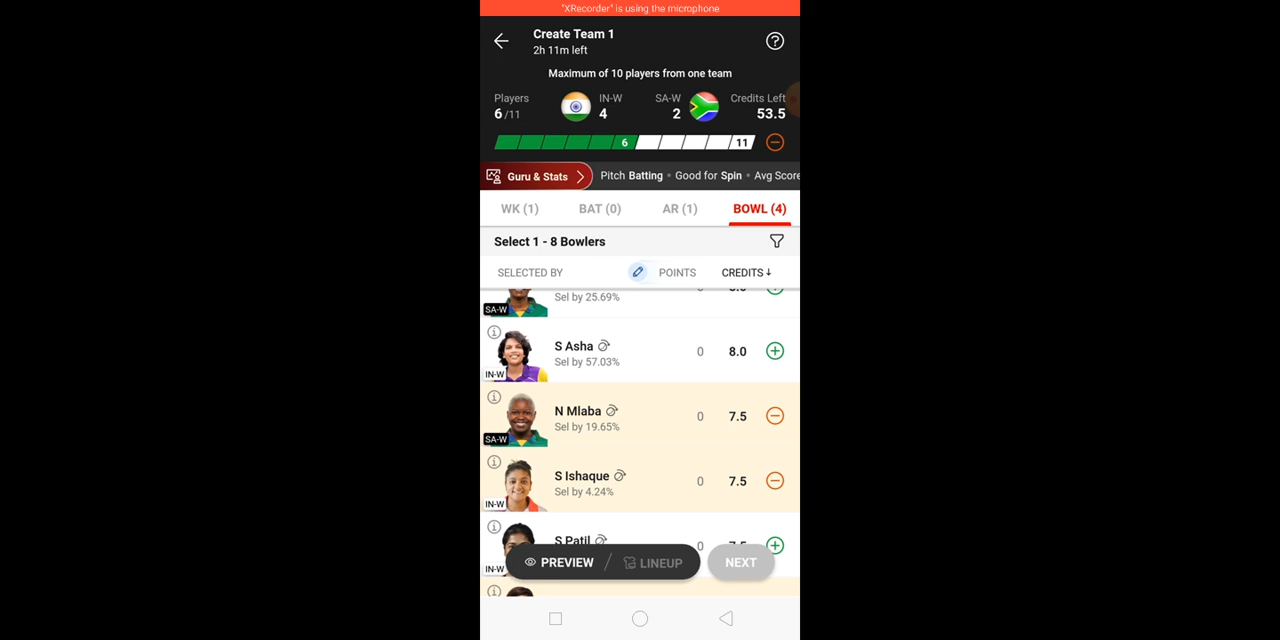 "XRecorder" is using the microphone
Create Team 1
2h 11m left
Maximum of 10 players from one team
Players IN-W SA-W Credits Left
6/11 4 2 53.5
6 11
Guru & Stats Pitch Batting • Good for Spin • Avg Score
WK (1) BAT (0) AR (1) BOWL (4)
Select 1 - 8 Bowlers
SELECTED BY POINTS CREDITS↓
Sel by 25.69%
SA-W
S Asha
Sel by 57.03%
0 8.0
IN-W
N Mlaba
Sel by 19.65%
0 7.5
SA-W
S Ishaque
Sel by 4.24%
0 7.5
IN-W
S Patil
0
IN-W
PREVIEW / LINEUP NEXT